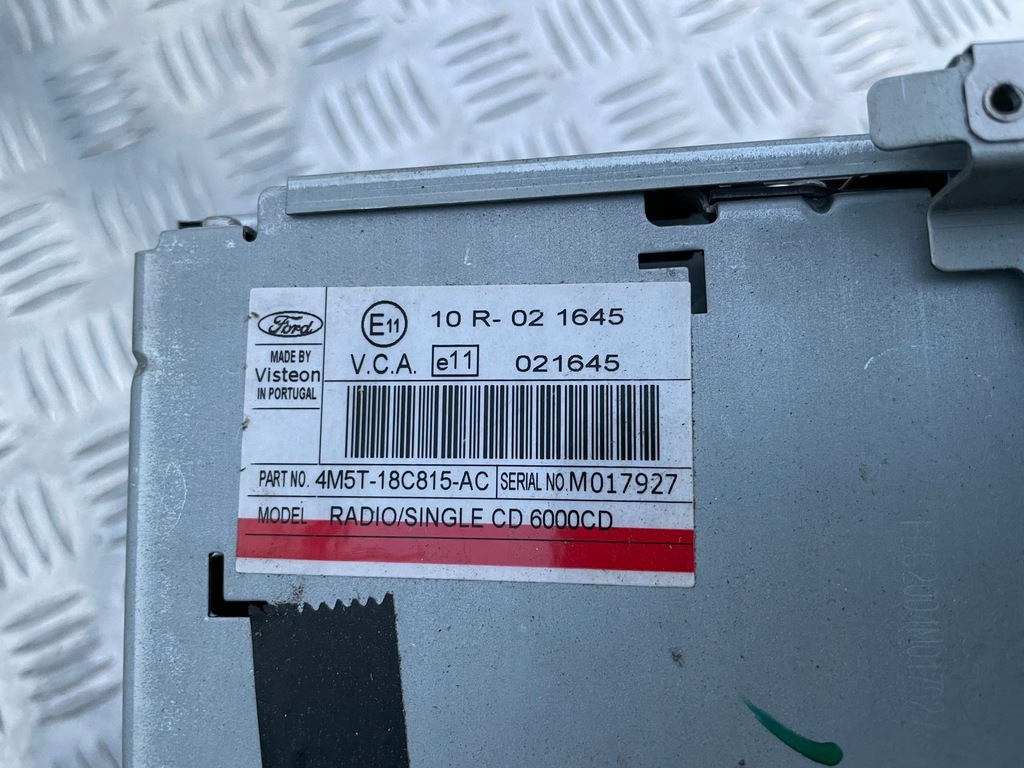 Ford
MADE BY
Visteon
IN PORTUGAL
E11 10 R- 02 1645
V.C.A. e11 021645
PART NO. 4M5T-18C815-AC SERIAL NO. M017927
MODEL RADIO/SINGLE CD 6000CD